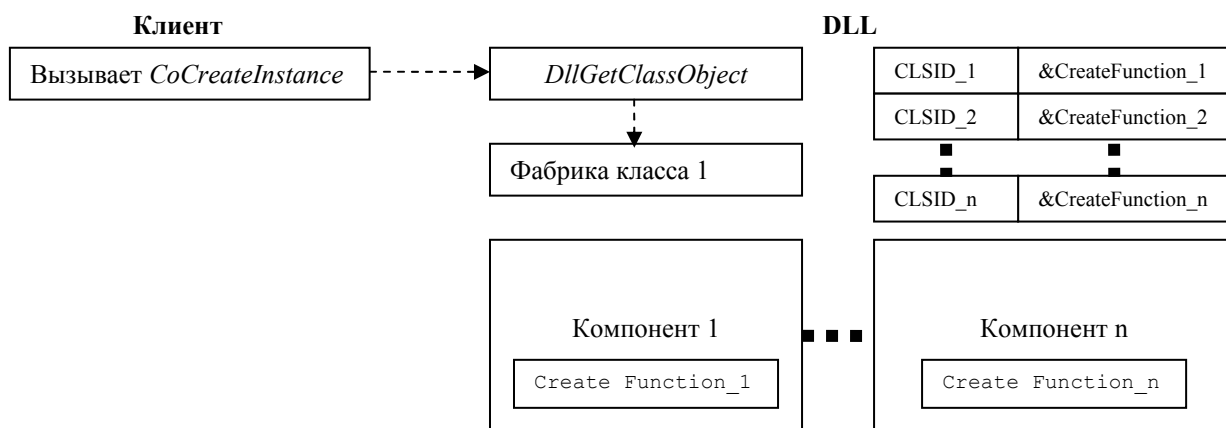 Клиент
DLL
Вызывает CoCreateInstance
DllGetClassObject
CLSID_1 &CreateFunction_1
CLSID_2 &CreateFunction_2
Фабрика класса 1
CLSID_n &CreateFunction_n
Компонент 1
Компонент n
Create Function_1
Create Function_n